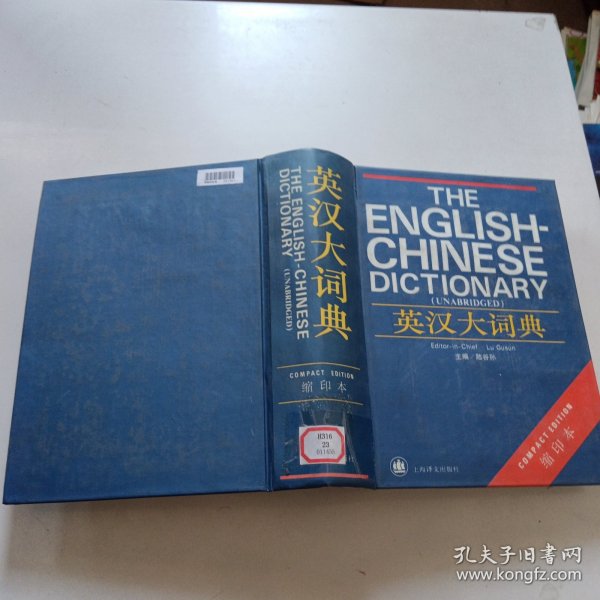 英汉大词典
THE ENGLISH-CHINESE
DICTIONARY (UNABRIDGED)
COMPACT EDITION
缩印本
H316
23
011455
THE
ENGLISH-
CHINESE
DICTIONARY
(UNABRIDGED)
英汉大词典
Editor-in-Chief Lu Gusun
主编/陆谷孙
COMPACT EDITION
缩印本
上海译文出版社
孔夫子旧书网
www.kongfz.com